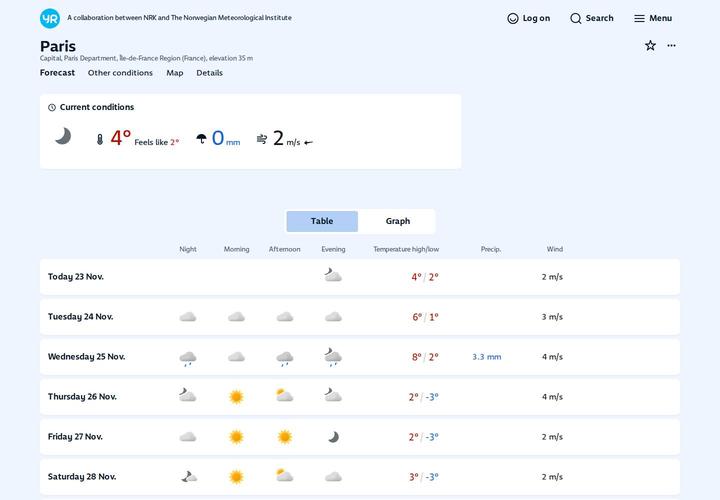 YR A collaboration between NRK and The Norwegian Meteorological Institute Log on Search Menu
Paris
Capital, Paris Department, Île-de-France Region (France), elevation 35 m
Forecast Other conditions Map Details
Current conditions
4° Feels like 2° 0 mm 2 m/s
Table Graph
Night Morning Afternoon Evening Temperature high/low Precip. Wind
Today 23 Nov. 4° / 2° 2 m/s
Tuesday 24 Nov. 6° / 1° 3 m/s
Wednesday 25 Nov. 8° / 2° 3.3 mm 4 m/s
Thursday 26 Nov. 2° / -3° 4 m/s
Friday 27 Nov. 2° / -3° 2 m/s
Saturday 28 Nov. 3° / -3° 2 m/s